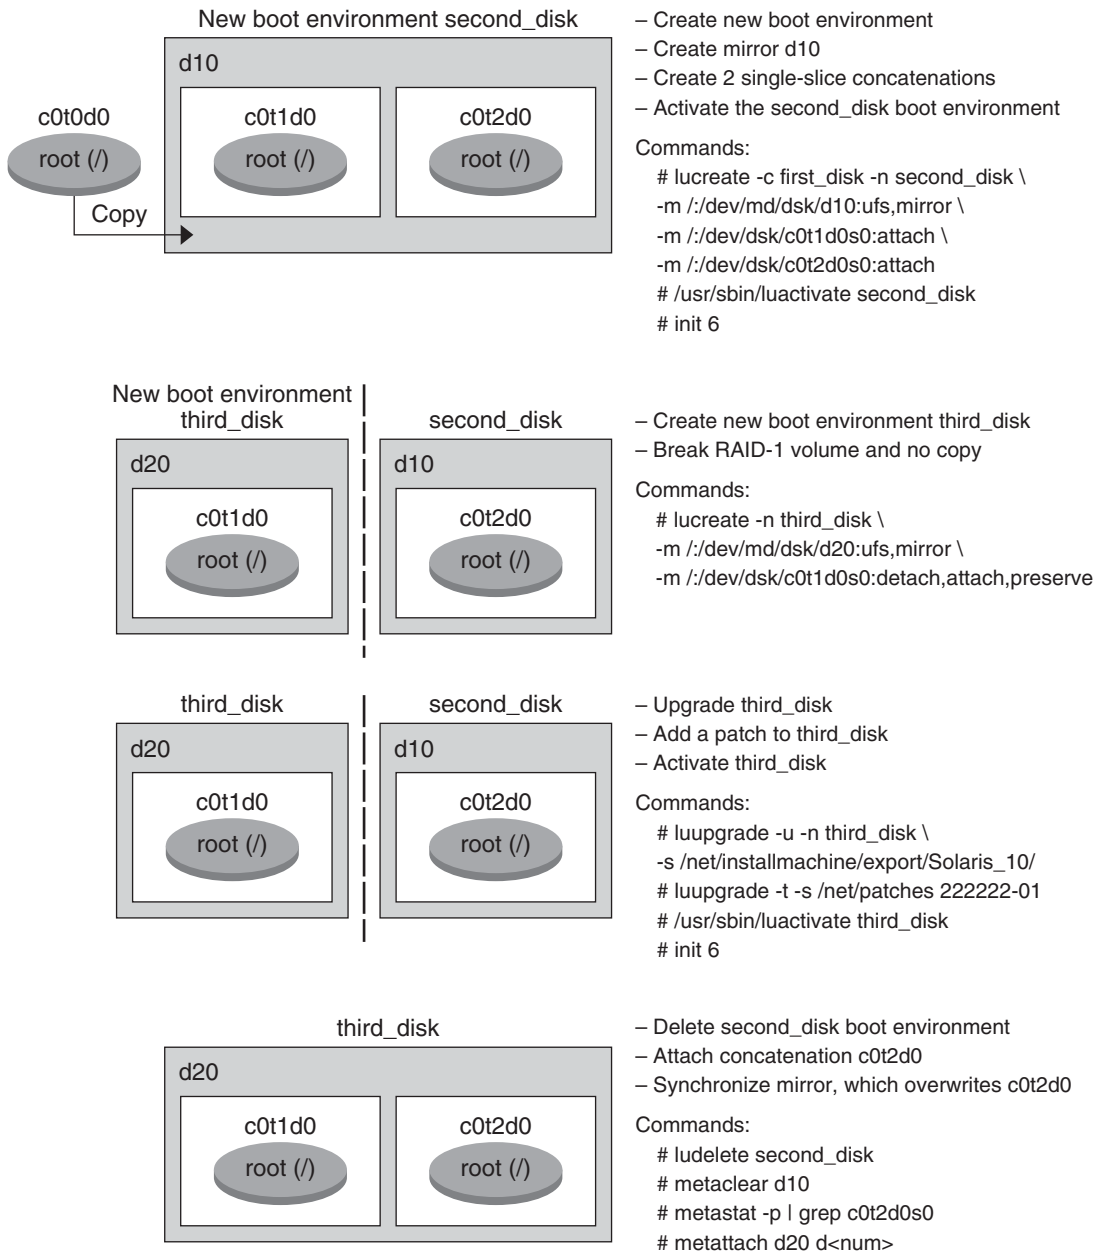 New boot environment second_disk
d10
c0t0d0
root (/)
Copy
c0t1d0
root (/)
c0t2d0
root (/)
– Create new boot environment
– Create mirror d10
– Create 2 single-slice concatenations
– Activate the second_disk boot environment
Commands:
# lucreate -c first_disk -n second_disk \
-m /:/dev/md/dsk/d10:ufs,mirror \
-m /:/dev/dsk/c0t1d0s0:attach \
-m /:/dev/dsk/c0t2d0s0:attach
# /usr/sbin/luactivate second_disk
# init 6
New boot environment
third_disk
d20
c0t1d0
root (/)
second_disk
d10
c0t2d0
root (/)
– Create new boot environment third_disk
– Break RAID-1 volume and no copy
Commands:
# lucreate -n third_disk \
-m /:/dev/md/dsk/d20:ufs,mirror \
-m /:/dev/dsk/c0t1d0s0:detach,attach,preserve
third_disk
d20
c0t1d0
root (/)
second_disk
d10
c0t2d0
root (/)
– Upgrade third_disk
– Add a patch to third_disk
– Activate third_disk
Commands:
# luupgrade -u -n third_disk \
-s /net/installmachine/export/Solaris_10/
# luupgrade -t -s /net/patches 222222-01
# /usr/sbin/luactivate third_disk
# init 6
third_disk
d20
c0t1d0
root (/)
c0t2d0
root (/)
– Delete second_disk boot environment
– Attach concatenation c0t2d0
– Synchronize mirror, which overwrites c0t2d0
Commands:
# ludelete second_disk
# metaclear d10
# metastat -p | grep c0t2d0s0
# metattach d20 d<num>